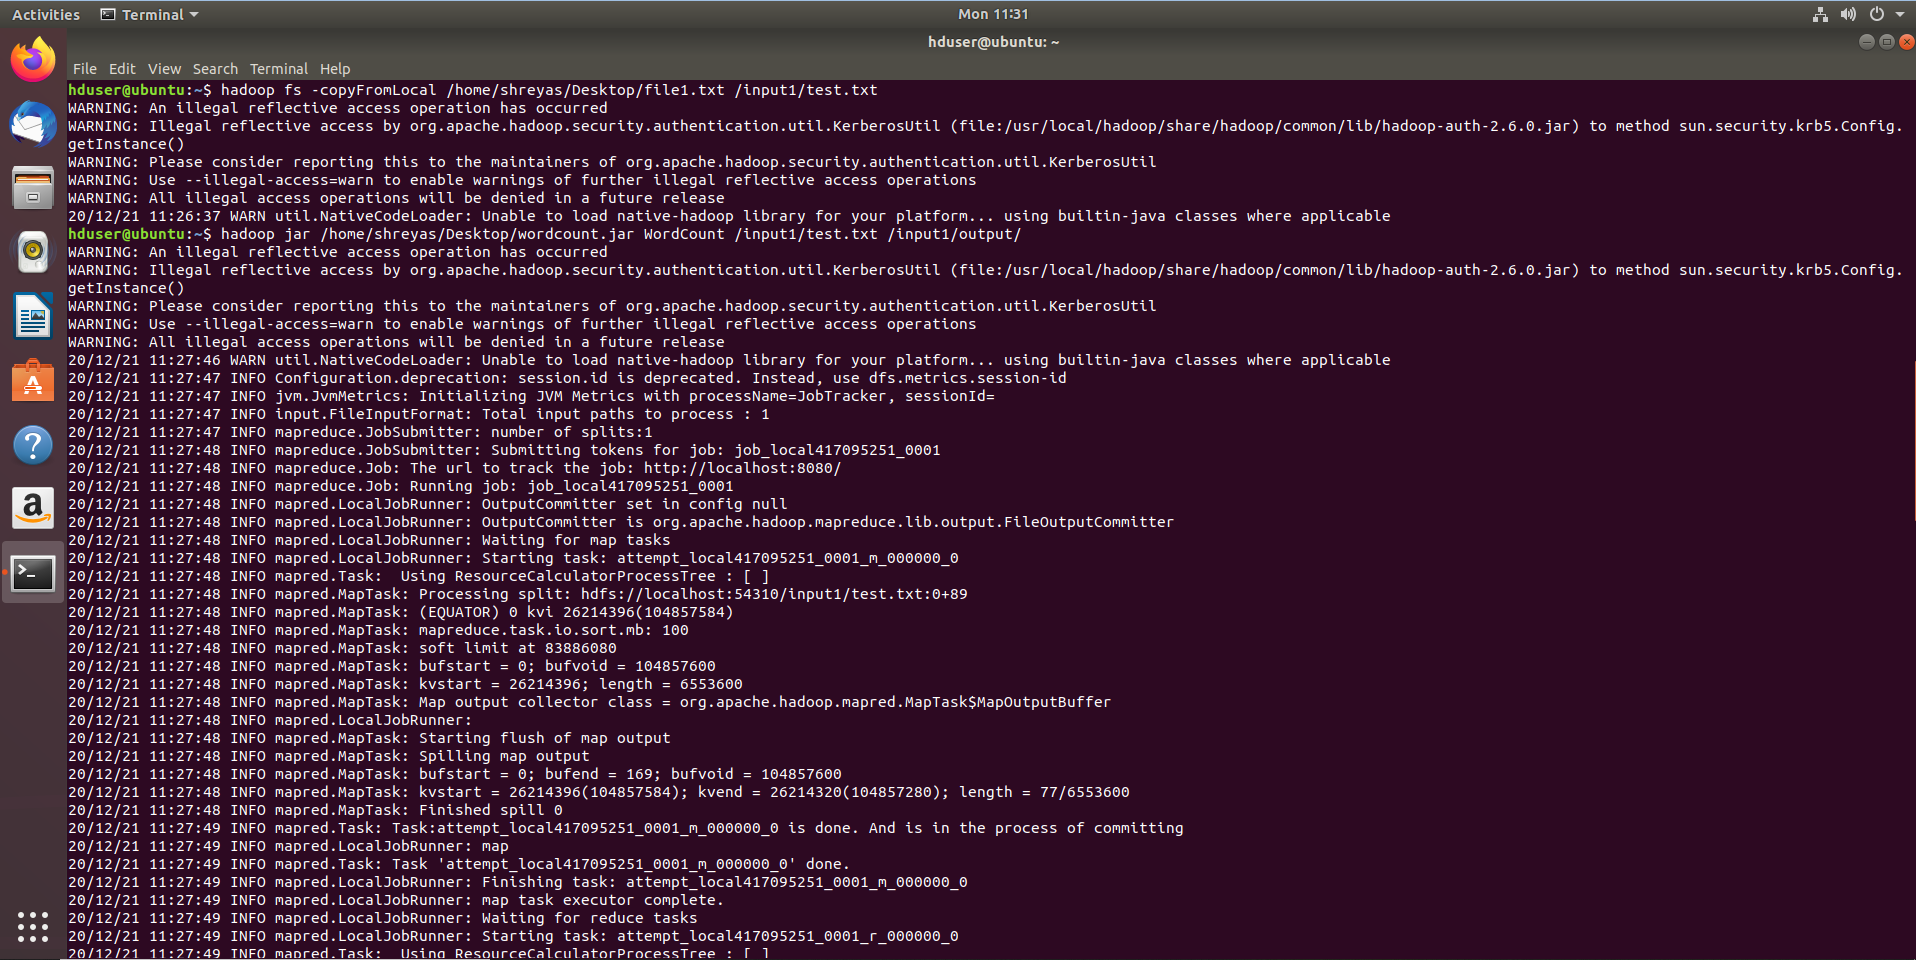 Activities Terminal Mon 11:31
hduser@ubuntu: ~
File Edit View Search Terminal Help
hduser@ubuntu:~$ hadoop fs -copyFromLocal /home/shreyas/Desktop/file1.txt /input1/test.txt
WARNING: An illegal reflective access operation has occurred
WARNING: Illegal reflective access by org.apache.hadoop.security.authentication.util.KerberosUtil (file:/usr/local/hadoop/share/hadoop/common/lib/hadoop-auth-2.6.0.jar) to method sun.security.krb5.Config.
getInstance()
WARNING: Please consider reporting this to the maintainers of org.apache.hadoop.security.authentication.util.KerberosUtil
WARNING: Use --illegal-access=warn to enable warnings of further illegal reflective access operations
WARNING: All illegal access operations will be denied in a future release
20/12/21 11:26:37 WARN util.NativeCodeLoader: Unable to load native-hadoop library for your platform... using builtin-java classes where applicable
hduser@ubuntu:~$ hadoop jar /home/shreyas/Desktop/wordcount.jar WordCount /input1/test.txt /input1/output/
WARNING: An illegal reflective access operation has occurred
WARNING: Illegal reflective access by org.apache.hadoop.security.authentication.util.KerberosUtil (file:/usr/local/hadoop/share/hadoop/common/lib/hadoop-auth-2.6.0.jar) to method sun.security.krb5.Config.
getInstance()
WARNING: Please consider reporting this to the maintainers of org.apache.hadoop.security.authentication.util.KerberosUtil
WARNING: Use --illegal-access=warn to enable warnings of further illegal reflective access operations
WARNING: All illegal access operations will be denied in a future release
20/12/21 11:27:46 WARN util.NativeCodeLoader: Unable to load native-hadoop library for your platform... using builtin-java classes where applicable
20/12/21 11:27:47 INFO Configuration.deprecation: session.id is deprecated. Instead, use dfs.metrics.session-id
20/12/21 11:27:47 INFO jvm.JvmMetrics: Initializing JVM Metrics with processName=JobTracker, sessionId=
20/12/21 11:27:47 INFO input.FileInputFormat: Total input paths to process : 1
20/12/21 11:27:47 INFO mapreduce.JobSubmitter: number of splits:1
20/12/21 11:27:48 INFO mapreduce.JobSubmitter: Submitting tokens for job: job_local417095251_0001
20/12/21 11:27:48 INFO mapreduce.Job: The url to track the job: http://localhost:8080/
20/12/21 11:27:48 INFO mapreduce.Job: Running job: job_local417095251_0001
20/12/21 11:27:48 INFO mapred.LocalJobRunner: OutputCommitter set in config null
20/12/21 11:27:48 INFO mapred.LocalJobRunner: OutputCommitter is org.apache.hadoop.mapreduce.lib.output.FileOutputCommitter
20/12/21 11:27:48 INFO mapred.LocalJobRunner: Waiting for map tasks
20/12/21 11:27:48 INFO mapred.LocalJobRunner: Starting task: attempt_local417095251_0001_m_000000_0
20/12/21 11:27:48 INFO mapred.Task:  Using ResourceCalculatorProcessTree : [ ]
20/12/21 11:27:48 INFO mapred.MapTask: Processing split: hdfs://localhost:54310/input1/test.txt:0+89
20/12/21 11:27:48 INFO mapred.MapTask: (EQUATOR) 0 kvi 26214396(104857584)
20/12/21 11:27:48 INFO mapred.MapTask: mapreduce.task.io.sort.mb: 100
20/12/21 11:27:48 INFO mapred.MapTask: soft limit at 83886080
20/12/21 11:27:48 INFO mapred.MapTask: bufstart = 0; bufvoid = 104857600
20/12/21 11:27:48 INFO mapred.MapTask: kvstart = 26214396; length = 6553600
20/12/21 11:27:48 INFO mapred.MapTask: Map output collector class = org.apache.hadoop.mapred.MapTask$MapOutputBuffer
20/12/21 11:27:48 INFO mapred.LocalJobRunner:
20/12/21 11:27:48 INFO mapred.MapTask: Starting flush of map output
20/12/21 11:27:48 INFO mapred.MapTask: Spilling map output
20/12/21 11:27:48 INFO mapred.MapTask: bufstart = 0; bufend = 169; bufvoid = 104857600
20/12/21 11:27:48 INFO mapred.MapTask: kvstart = 26214396(104857584); kvend = 26214320(104857280); length = 77/6553600
20/12/21 11:27:48 INFO mapred.MapTask: Finished spill 0
20/12/21 11:27:49 INFO mapred.Task: Task:attempt_local417095251_0001_m_000000_0 is done. And is in the process of committing
20/12/21 11:27:49 INFO mapred.LocalJobRunner: map
20/12/21 11:27:49 INFO mapred.Task: Task 'attempt_local417095251_0001_m_000000_0' done.
20/12/21 11:27:49 INFO mapred.LocalJobRunner: Finishing task: attempt_local417095251_0001_m_000000_0
20/12/21 11:27:49 INFO mapred.LocalJobRunner: map task executor complete.
20/12/21 11:27:49 INFO mapred.LocalJobRunner: Waiting for reduce tasks
20/12/21 11:27:49 INFO mapred.LocalJobRunner: Starting task: attempt_local417095251_0001_r_000000_0
20/12/21 11:27:49 INFO mapred.Task:  Using ResourceCalculatorProcessTree : [ ]